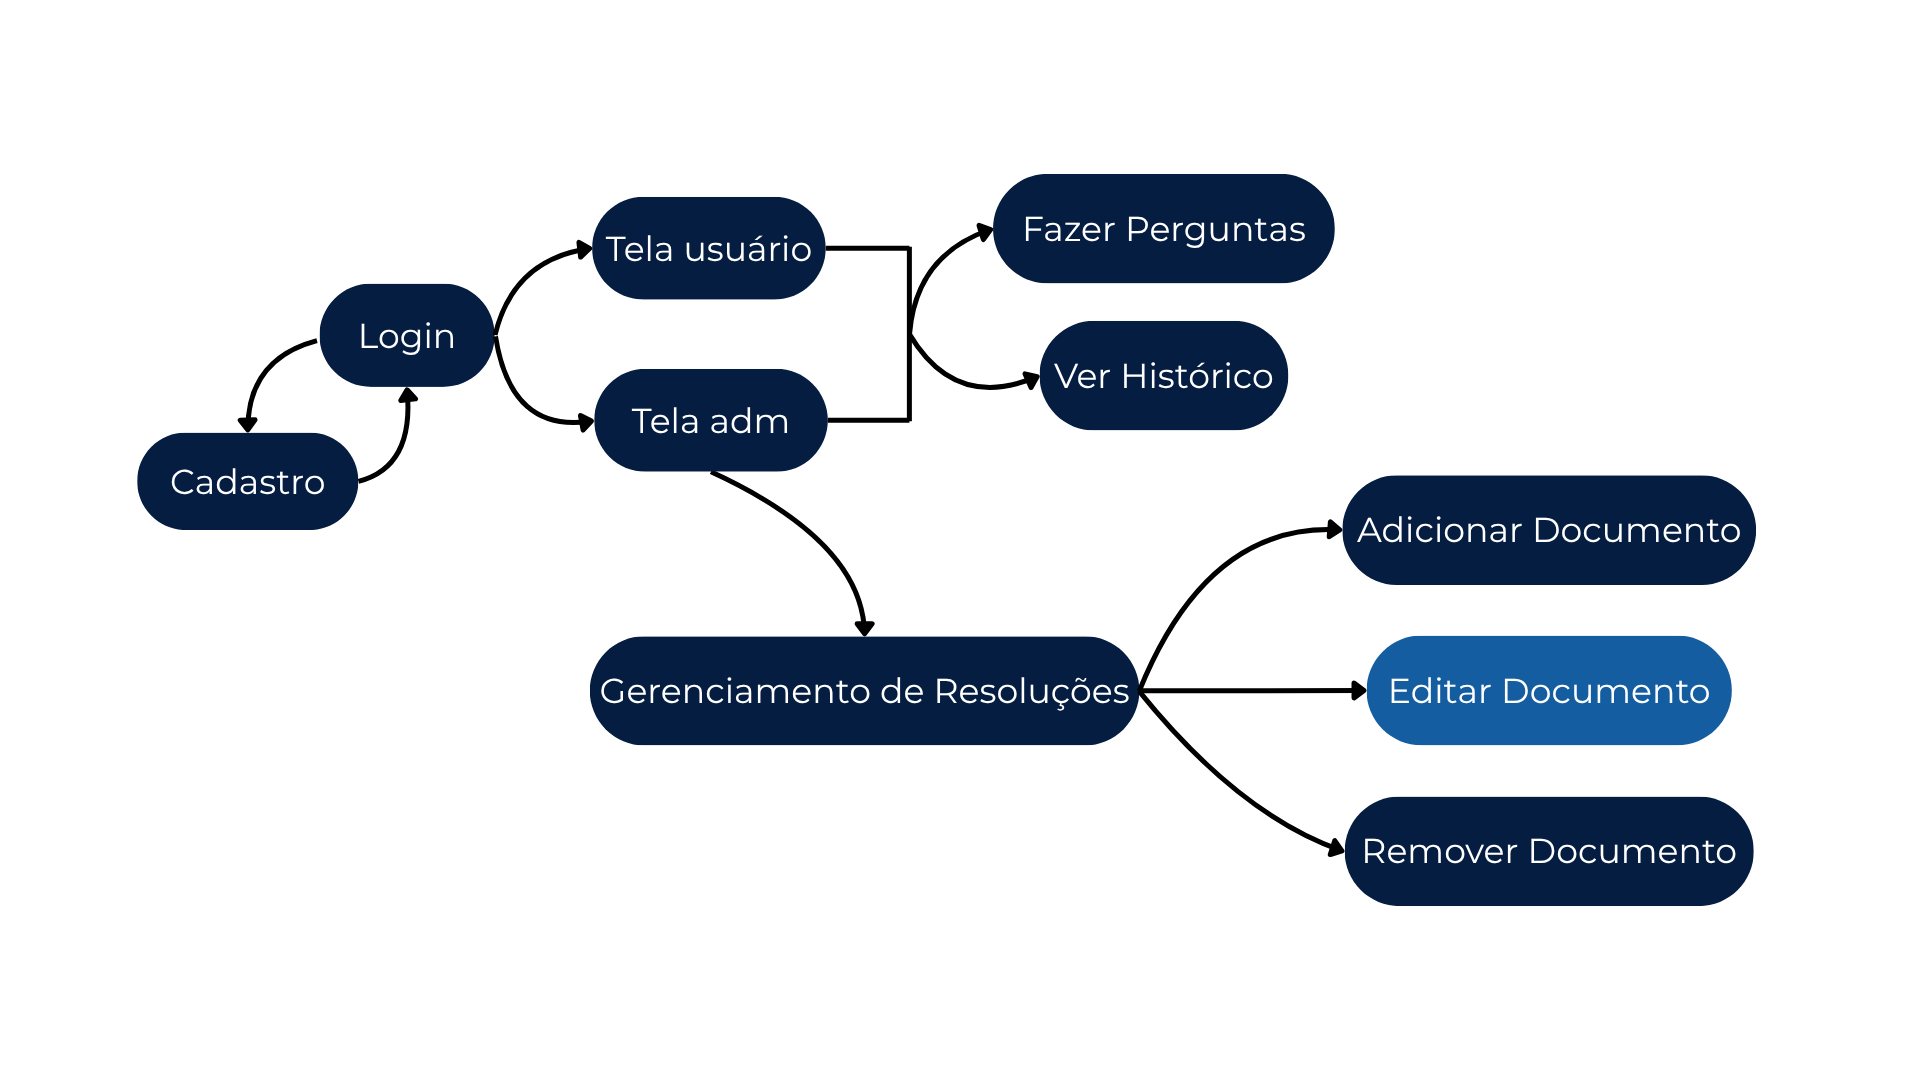 Login
Cadastro
Tela usuário
Tela adm
Fazer Perguntas
Ver Histórico
Gerenciamento de Resoluções
Adicionar Documento
Editar Documento
Remover Documento